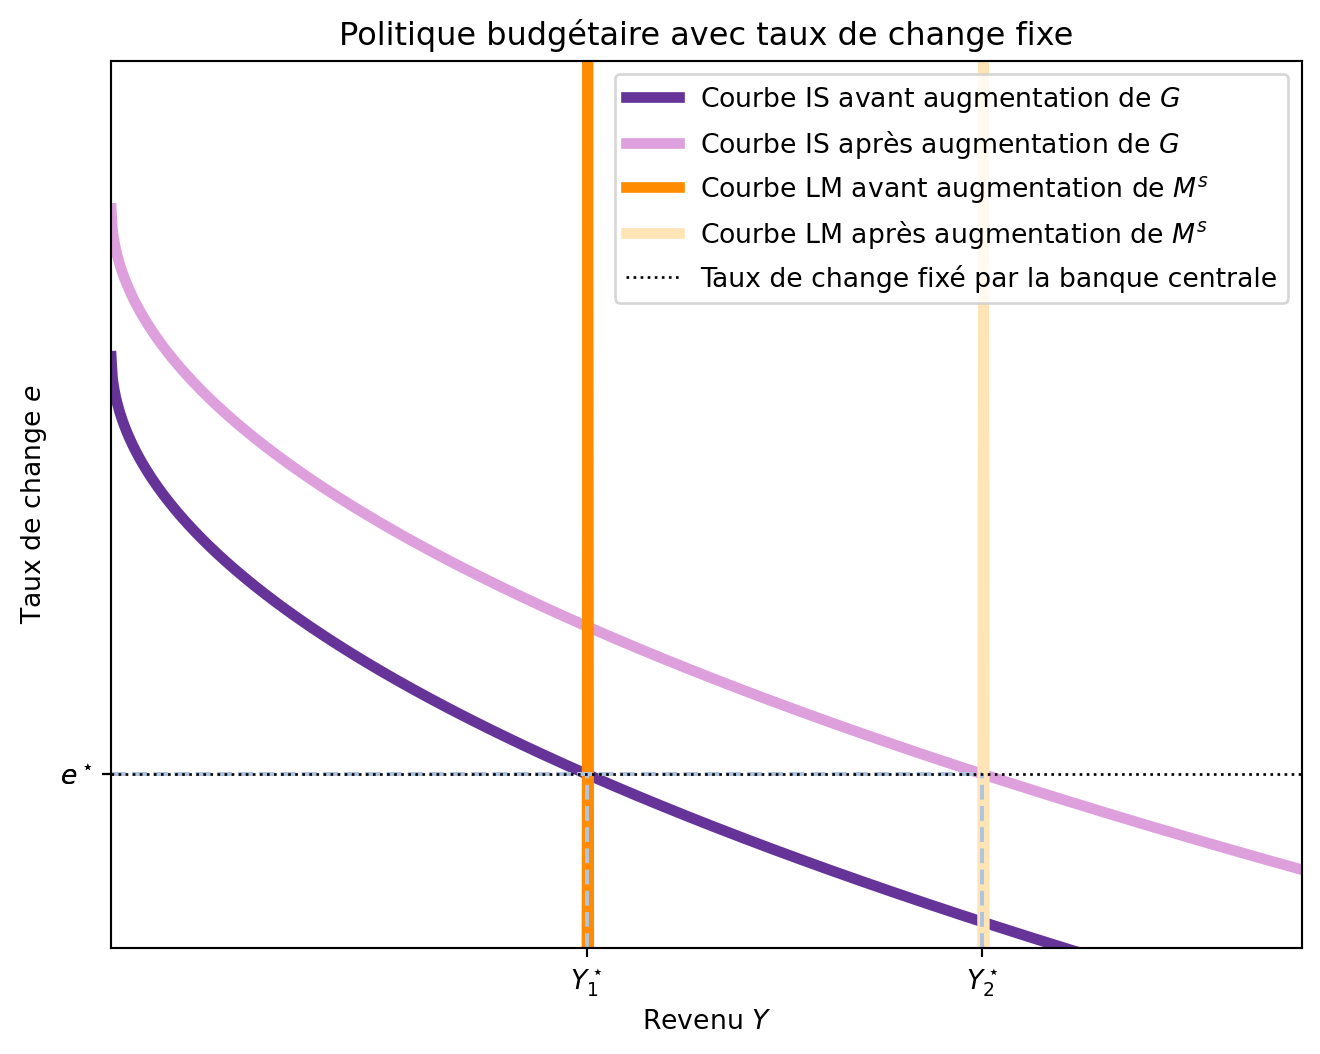 Politique budgétaire avec taux de change fixe
Courbe IS avant augmentation de G
Courbe IS après augmentation de G
Courbe LM avant augmentation de Mˢ
Courbe LM après augmentation de Mˢ
Taux de change fixé par la banque centrale
Taux de change e
e⋆
Y₁⋆ Y₂⋆
Revenu Y